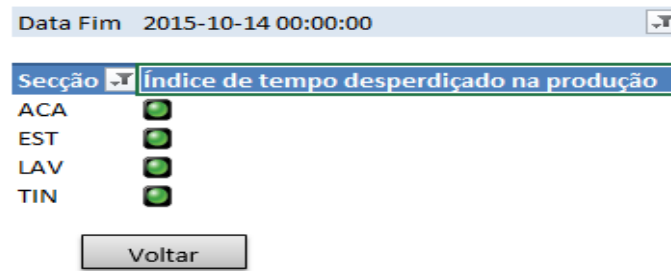 Data Fim 2015-10-14 00:00:00
Secção Índice de tempo desperdiçado na produção
ACA
EST
LAV
TIN
Voltar